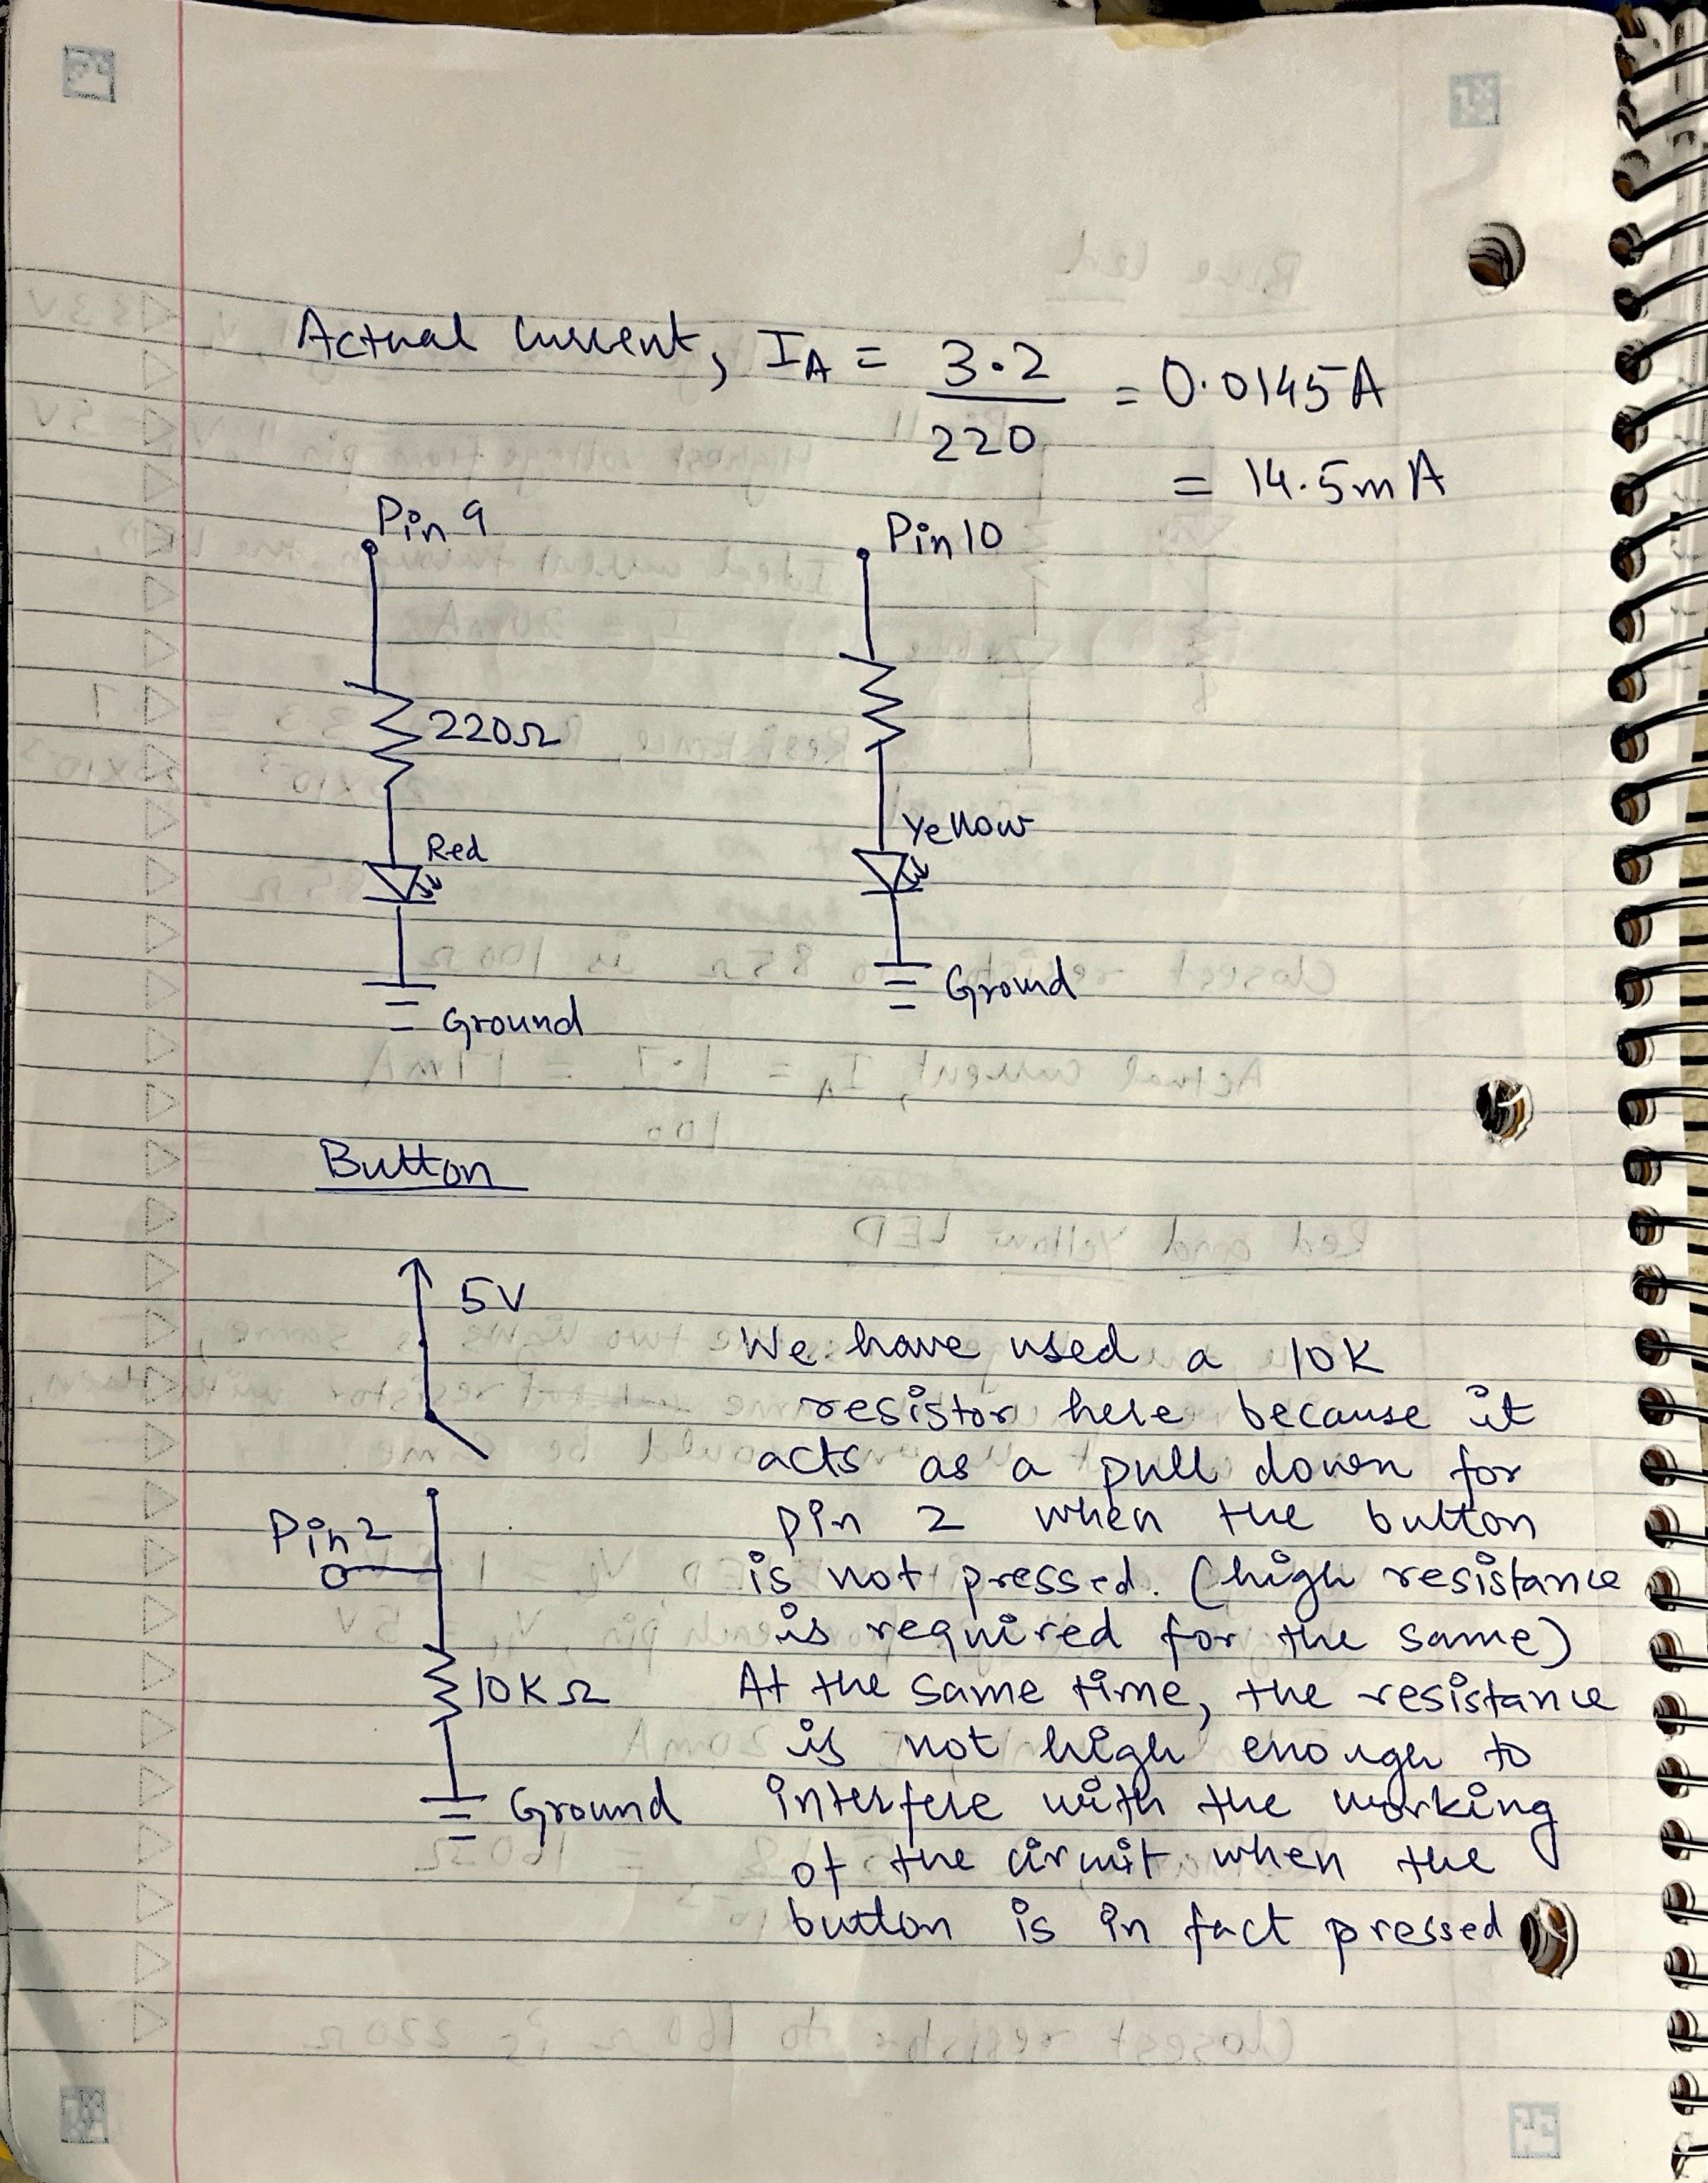 Actual current, IA = 3.2 / 220 = 0.0145A
= 14.5mA
Pin 9
Pin 10
220Ω
Red
Yellow
Ground
Ground
Button
5V
We have used a 10K
resistor here because it
acts as a pull down for
Pin 2
pin 2 when the button
is not pressed. (high resistance
is required for the same)
10KΩ
At the same time, the resistance
is not high enough to
Ground
interfere with the working
of the circuit when the
button is in fact pressed